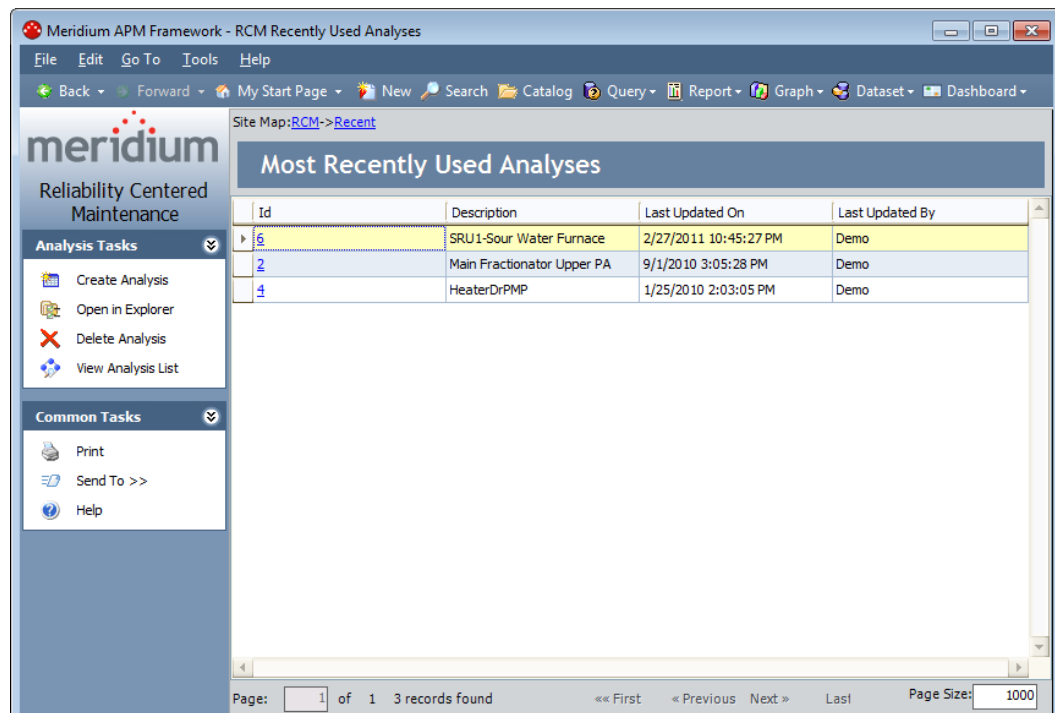 Meridium APM Framework - RCM Recently Used Analyses
File Edit Go To Tools Help
Back Forward My Start Page New Search Catalog Query Report Graph Dataset Dashboard
meridium
Reliability Centered
Maintenance
Analysis Tasks
Create Analysis
Open in Explorer
Delete Analysis
View Analysis List
Common Tasks
Print
Send To >>
Help
Site Map:RCM->Recent
Most Recently Used Analyses
Id Description Last Updated On Last Updated By
6 SRU1-Sour Water Furnace 2/27/2011 10:45:27 PM Demo
2 Main Fractionator Upper PA 9/1/2010 3:05:28 PM Demo
4 HeaterDrPMP 1/25/2010 2:03:05 PM Demo
Page: 1 of 1 3 records found «« First « Previous Next » Last Page Size: 1000